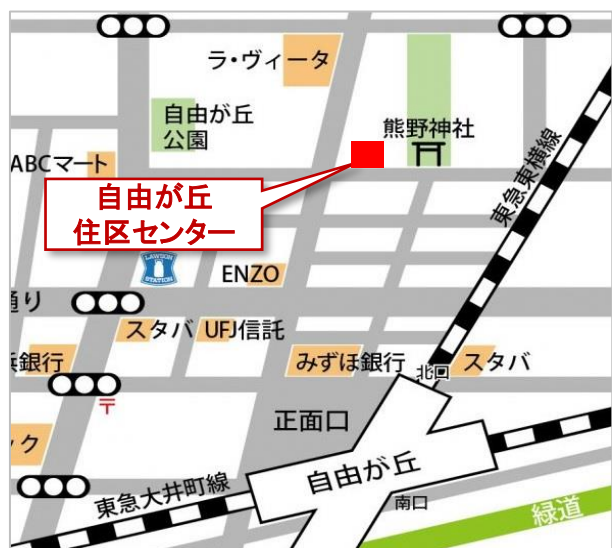 ラ・ヴィータ
自由が丘
公園
熊野神社
ABCマート
東急東横線
自由が丘
住区センター
LAWSON
STATION
ENZO
通り
スタバ
UFJ信託
浜銀行
みずほ銀行
北口
スタバ
〒
正面口
ック
自由が丘
東急大井町線
南口
緑道